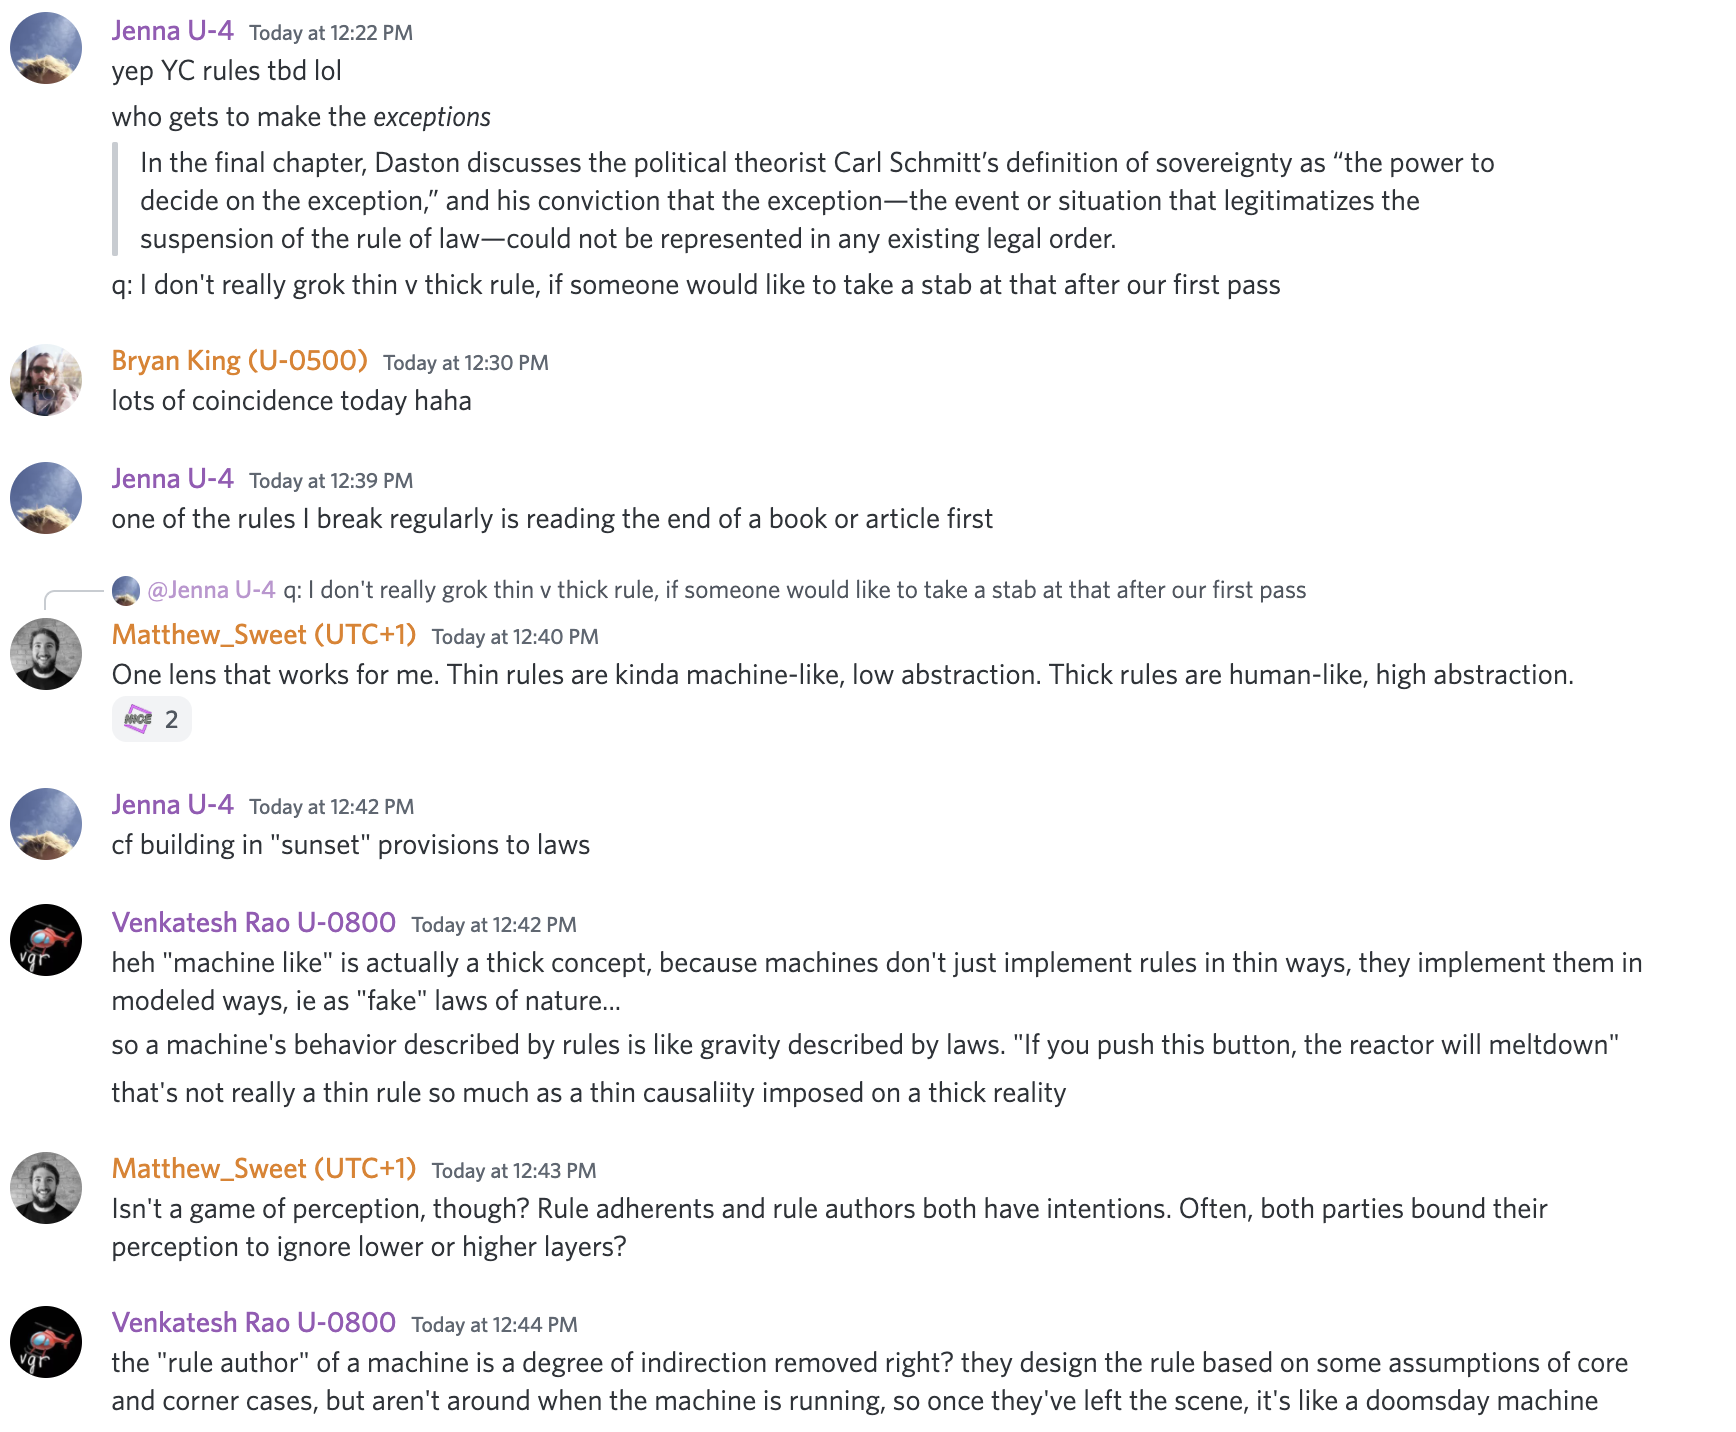 Jenna U-4 Today at 12:22 PM
yep YC rules tbd lol
who gets to make the exceptions
In the final chapter, Daston discusses the political theorist Carl Schmitt’s definition of sovereignty as “the power to
decide on the exception,” and his conviction that the exception—the event or situation that legitimatizes the
suspension of the rule of law—could not be represented in any existing legal order.
q: I don't really grok thin v thick rule, if someone would like to take a stab at that after our first pass
Bryan King (U-0500) Today at 12:30 PM
lots of coincidence today haha
Jenna U-4 Today at 12:39 PM
one of the rules I break regularly is reading the end of a book or article first
@Jenna U-4 q: I don't really grok thin v thick rule, if someone would like to take a stab at that after our first pass
Matthew_Sweet (UTC+1) Today at 12:40 PM
One lens that works for me. Thin rules are kinda machine-like, low abstraction. Thick rules are human-like, high abstraction.
NICE 2
Jenna U-4 Today at 12:42 PM
cf building in "sunset" provisions to laws
Venkatesh Rao U-0800 Today at 12:42 PM
vgr
heh "machine like" is actually a thick concept, because machines don't just implement rules in thin ways, they implement them in
modeled ways, ie as "fake" laws of nature...
so a machine's behavior described by rules is like gravity described by laws. "If you push this button, the reactor will meltdown"
that's not really a thin rule so much as a thin causaliity imposed on a thick reality
Matthew_Sweet (UTC+1) Today at 12:43 PM
Isn't a game of perception, though? Rule adherents and rule authors both have intentions. Often, both parties bound their
perception to ignore lower or higher layers?
Venkatesh Rao U-0800 Today at 12:44 PM
vgr
the "rule author" of a machine is a degree of indirection removed right? they design the rule based on some assumptions of core
and corner cases, but aren't around when the machine is running, so once they've left the scene, it's like a doomsday machine